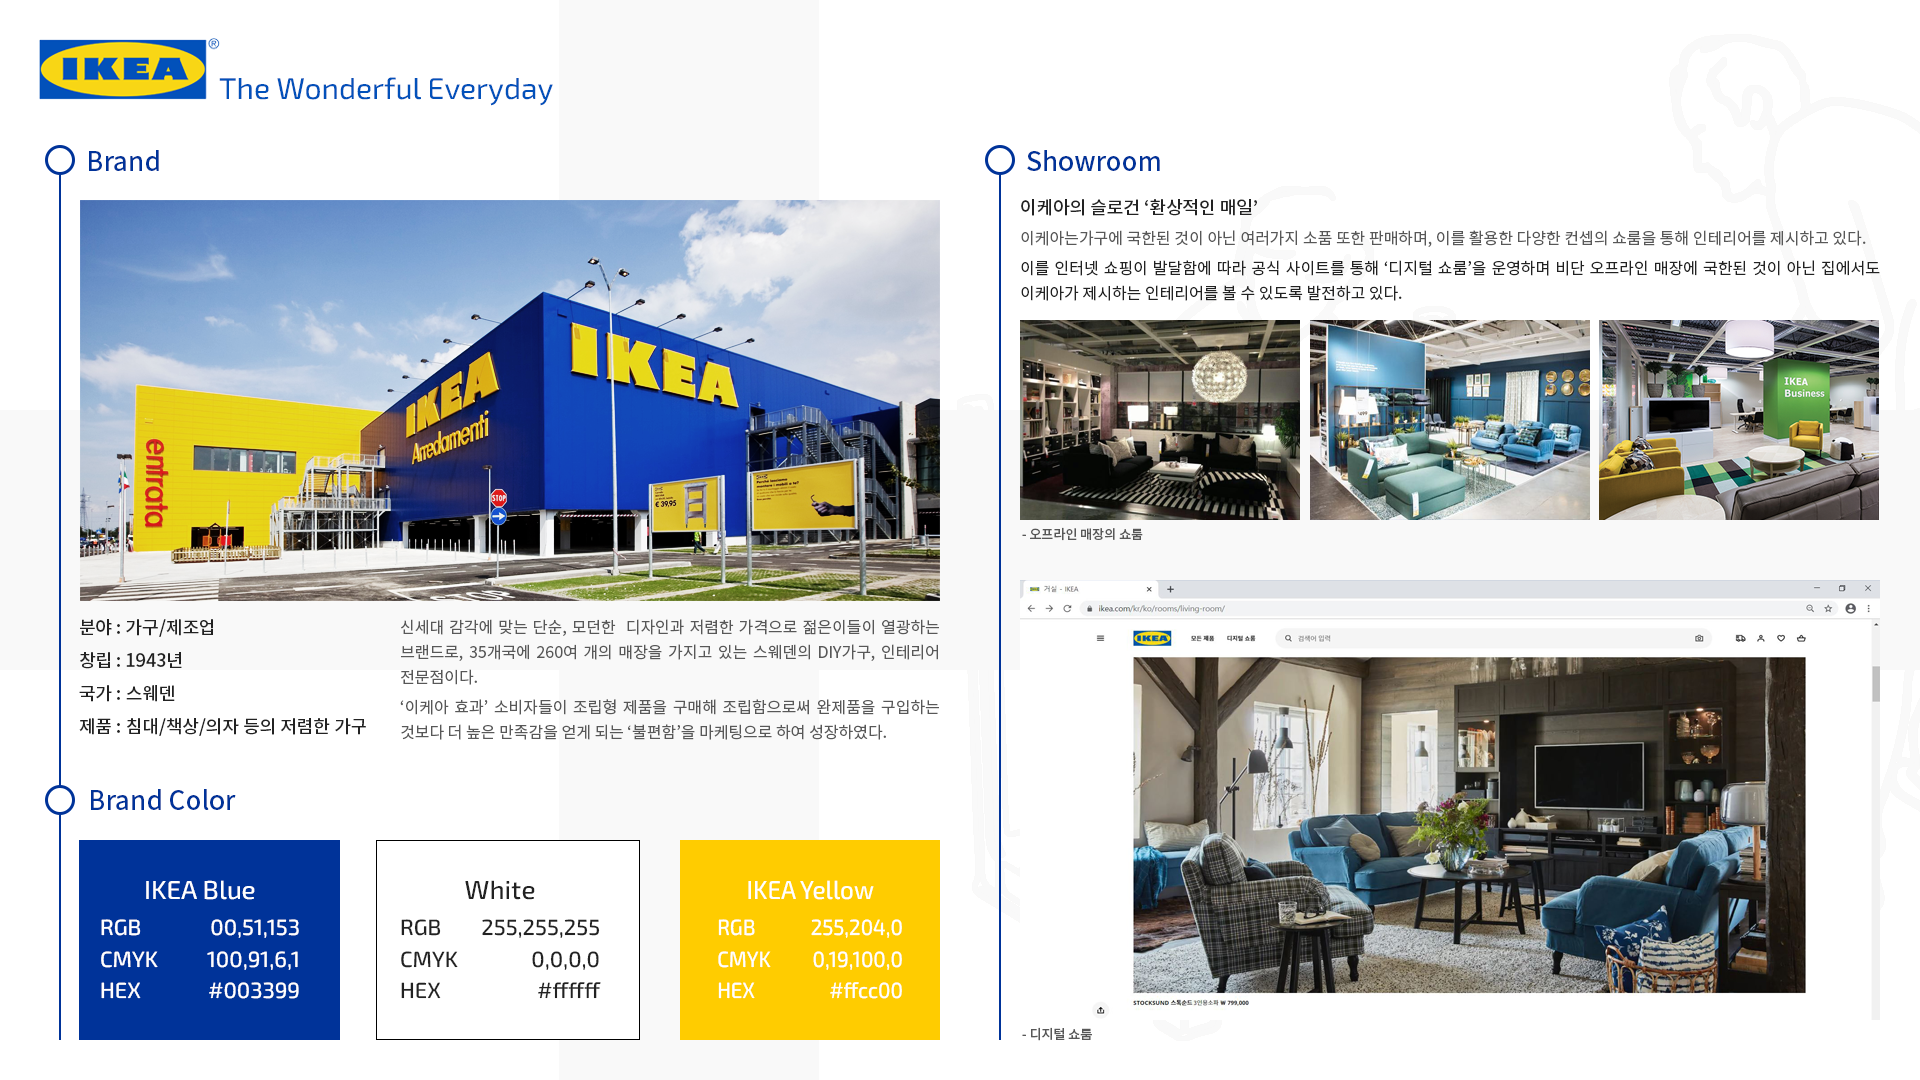 IKEA ®
The Wonderful Everyday
Brand
IKEA
IKEA
Arredamenti
entrata
STOP
€ 39,95
STOP
분야 : 가구/제조업
창립 : 1943년
국가 : 스웨덴
제품 : 침대/책상/의자 등의 저렴한 가구
신세대 감각에 맞는 단순, 모던한 디자인과 저렴한 가격으로 젊은이들이 열광하는
브랜드로, 35개국에 260여 개의 매장을 가지고 있는 스웨덴의 DIY가구, 인테리어
전문점이다.
‘이케아 효과’ 소비자들이 조립형 제품을 구매해 조립함으로써 완제품을 구입하는
것보다 더 높은 만족감을 얻게 되는 ‘불편함’을 마케팅으로 하여 성장하였다.
Brand Color
IKEA Blue
RGB 00,51,153
CMYK 100,91,6,1
HEX #003399
White
RGB 255,255,255
CMYK 0,0,0,0
HEX #ffffff
IKEA Yellow
RGB 255,204,0
CMYK 0,19,100,0
HEX #ffcc00
Showroom
이케아의 슬로건 ‘환상적인 매일’
이케아는가구에 국한된 것이 아닌 여러가지 소품 또한 판매하며, 이를 활용한 다양한 컨셉의 쇼룸을 통해 인테리어를 제시하고 있다.
이를 인터넷 쇼핑이 발달함에 따라 공식 사이트를 통해 ‘디지털 쇼룸’을 운영하며 비단 오프라인 매장에 국한된 것이 아닌 집에서도
이케아가 제시하는 인테리어를 볼 수 있도록 발전하고 있다.
IKEA
Business
- 오프라인 매장의 쇼룸
거실 - IKEA
ikea.com/kr/ko/rooms/living-room/
IKEA 모든 제품 디지털 쇼룸 검색어 입력
STOCKSUND 스톡순드 3인용소파 ₩ 799,000
- 디지털 쇼룸